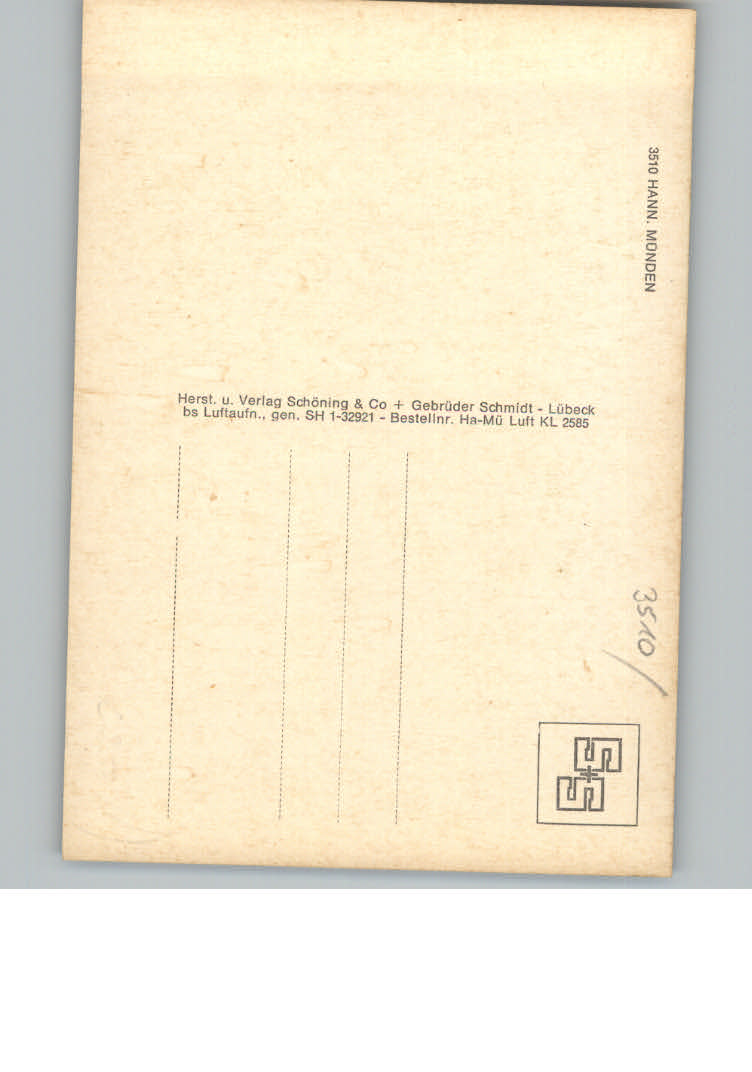 3510 HANN. MÜNDEN
Herst. u. Verlag Schöning & Co + Gebrüder Schmidt - Lübeck
bs Luftaufn., gen. SH 1-32921 - Bestellnr. Ha-Mü Luft KL 2585
3510/
S+S